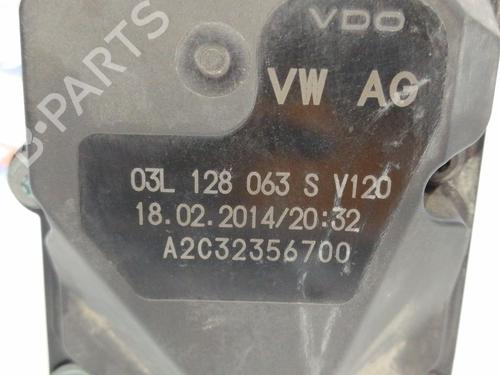 VDO
VW AG
03L 128 063 S V120
18.02.2014/20:32
A2C32356700
B-PARTS